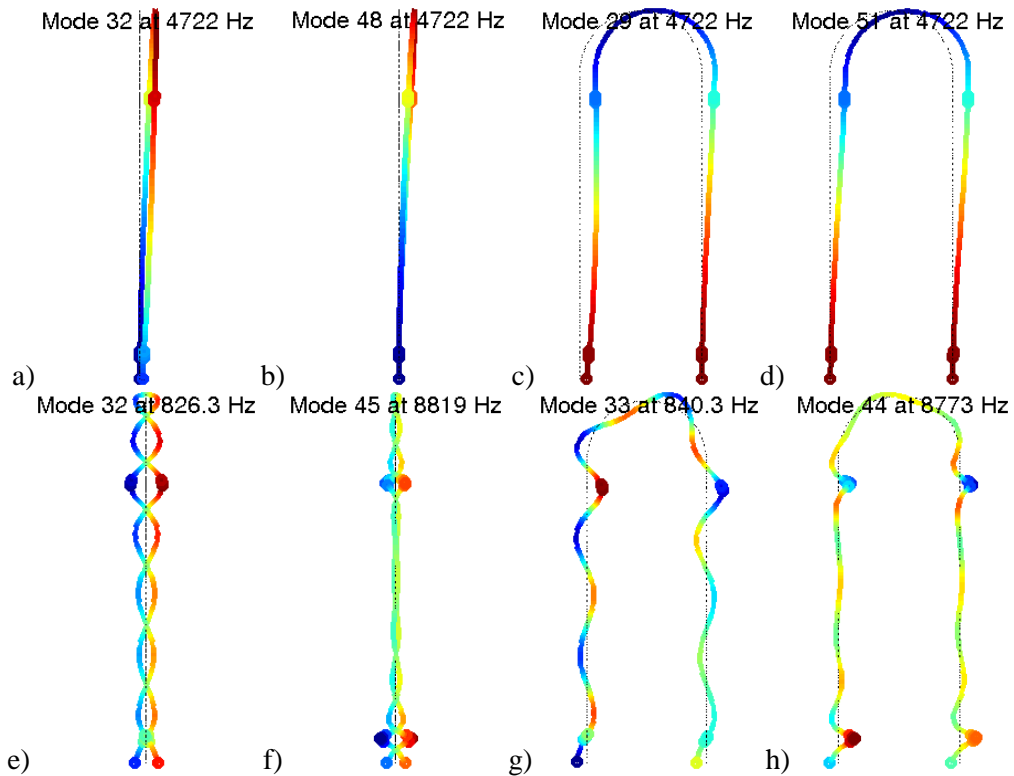 Mode 32 at 4722 Hz
Mode 48 at 4722 Hz
Mode 29 at 4722 Hz
Mode 51 at 4722 Hz
a)
b)
c)
d)
Mode 32 at 826.3 Hz
Mode 45 at 8819 Hz
Mode 33 at 840.3 Hz
Mode 44 at 8773 Hz
e)
f)
g)
h)